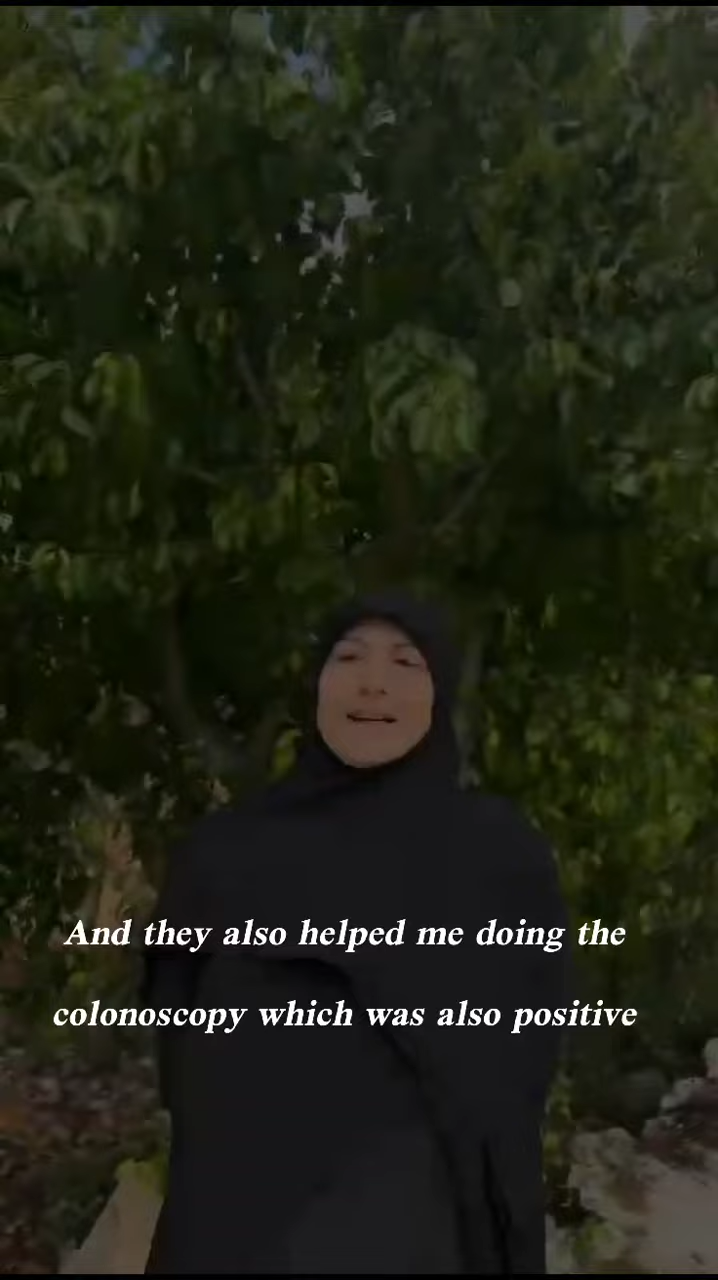 And they also helped me doing the
colonoscopy which was also positive